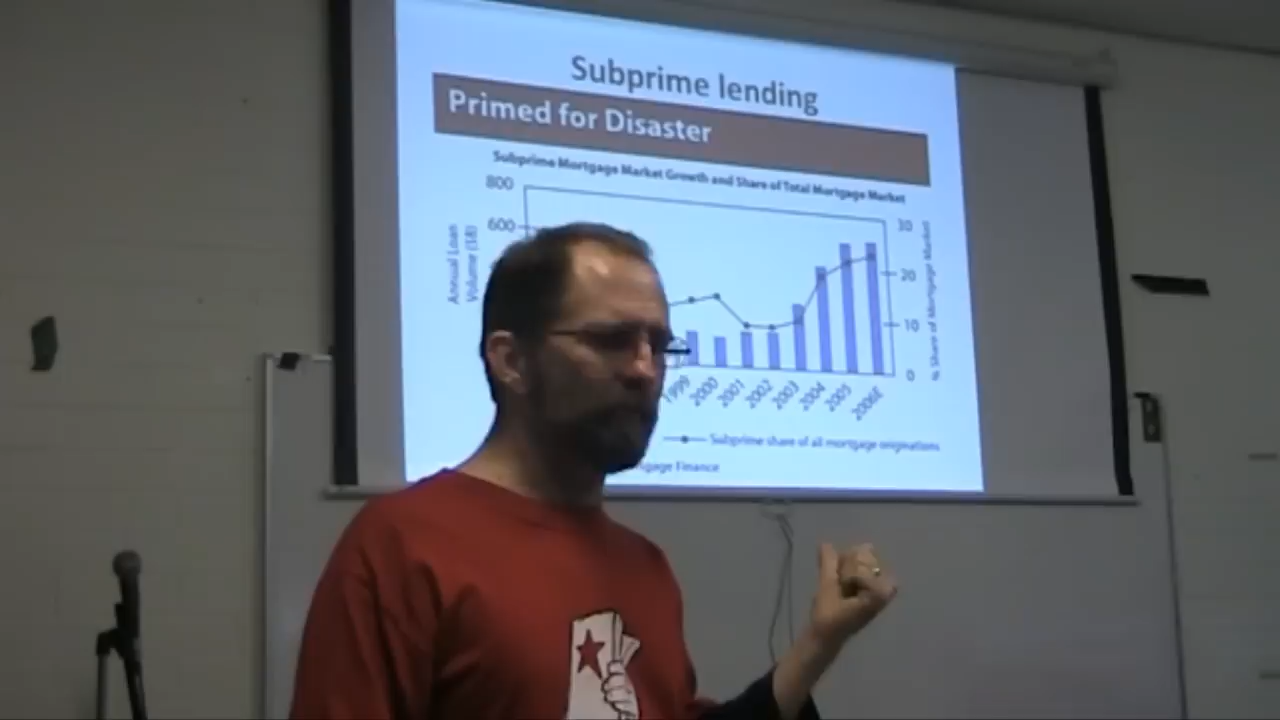 Subprime lending
Primed for Disaster
Subprime Mortgage Market Growth and Share of Total Mortgage Market
800
600
Annual Loan
Volume ($B)
30
20
10
0
% Share of Mortgage Market
1999 2000 2001 2002 2003 2004 2005 2006E
Subprime share of all mortgage originations
Finance